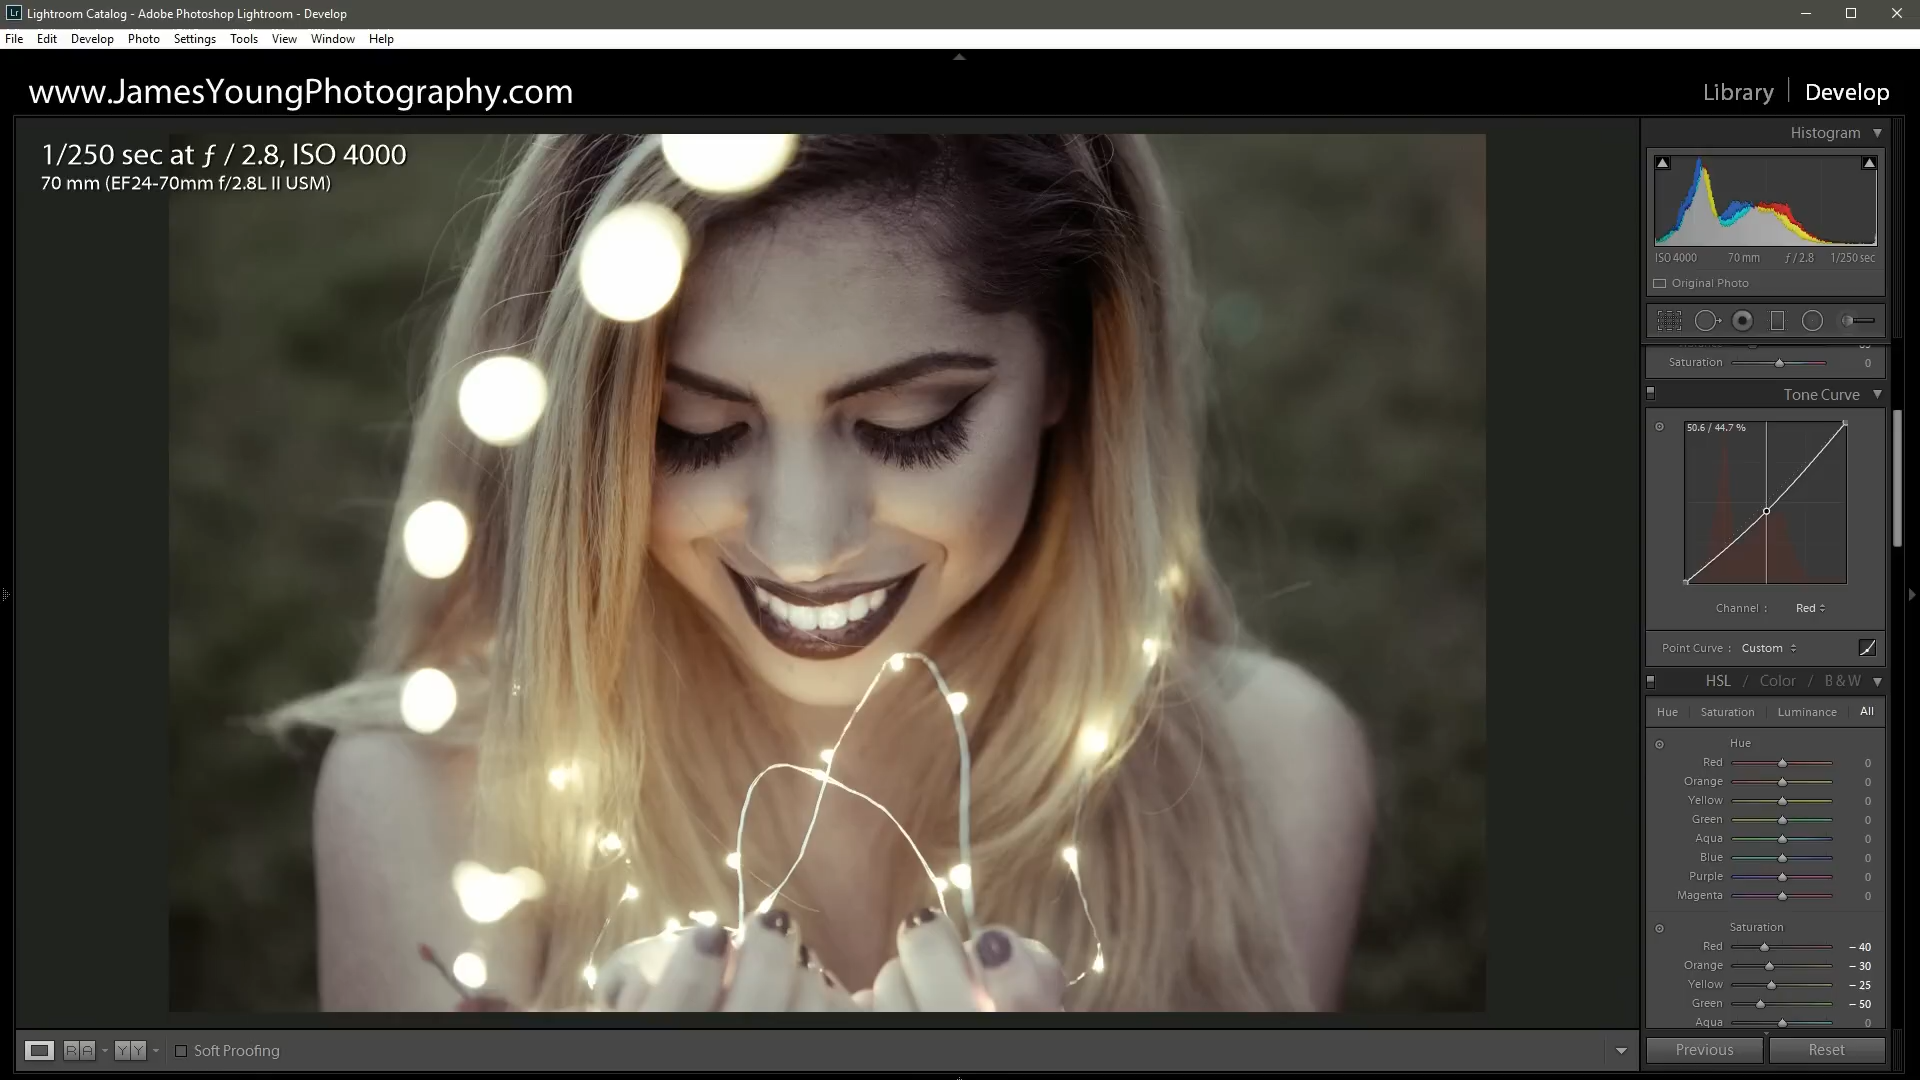 Lr Lightroom Catalog - Adobe Photoshop Lightroom - Develop
File Edit Develop Photo Settings Tools View Window Help
www.JamesYoungPhotography.com
Library | Develop
1/250 sec at ƒ / 2.8, ISO 4000
70 mm (EF24-70mm f/2.8L II USM)
Histogram
ISO 4000 70 mm ƒ / 2.8 1/250 sec
Original Photo
Saturation 0
Tone Curve
50.6 / 44.7 %
Channel : Red
Point Curve : Custom
HSL / Color / B & W
Hue Saturation Luminance All
Hue
Red 0
Orange 0
Yellow 0
Green 0
Aqua 0
Blue 0
Purple 0
Magenta 0
Saturation
Red – 40
Orange – 30
Yellow – 25
Green – 50
Aqua 0
R A Y Y Soft Proofing
Previous Reset